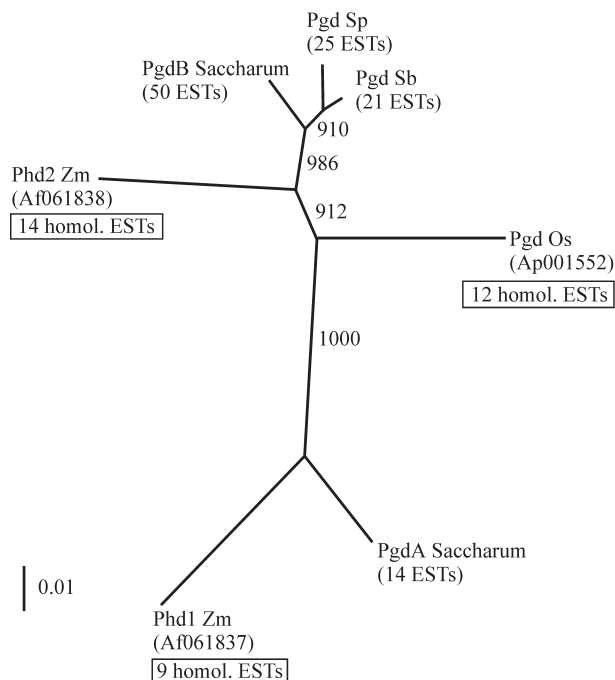 Pgd Sp
(25 ESTs)
PgdB Saccharum
(50 ESTs)
Pgd Sb
(21 ESTs)
910
986
Phd2 Zm
(Af061838)
14 homol. ESTs
912
Pgd Os
(Ap001552)
12 homol. ESTs
1000
PgdA Saccharum
(14 ESTs)
0.01
Phd1 Zm
(Af061837)
9 homol. ESTs